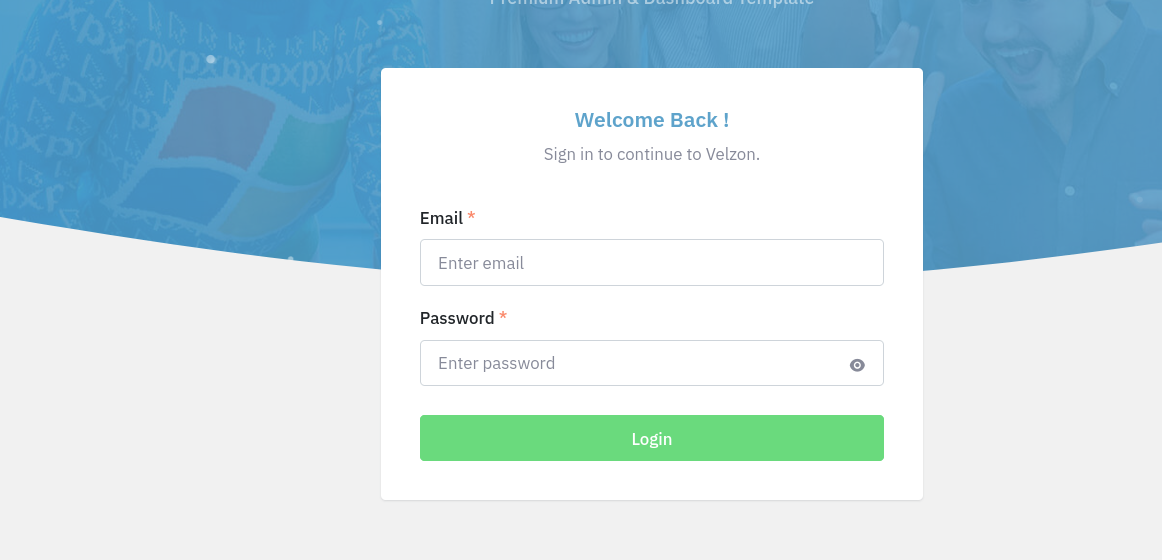 Premium Admin & Dashboard Template
Welcome Back !
Sign in to continue to Velzon.
Email *
Enter email
Password *
Enter password
Login